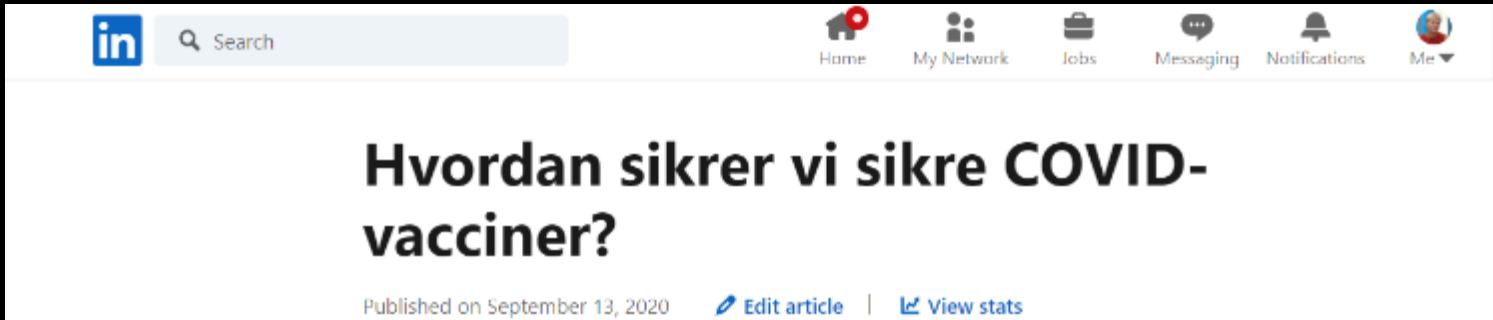 in Search Home My Network Jobs Messaging Notifications Me
Hvordan sikrer vi sikre COVID-
vacciner?
Published on September 13, 2020 Edit article | View stats